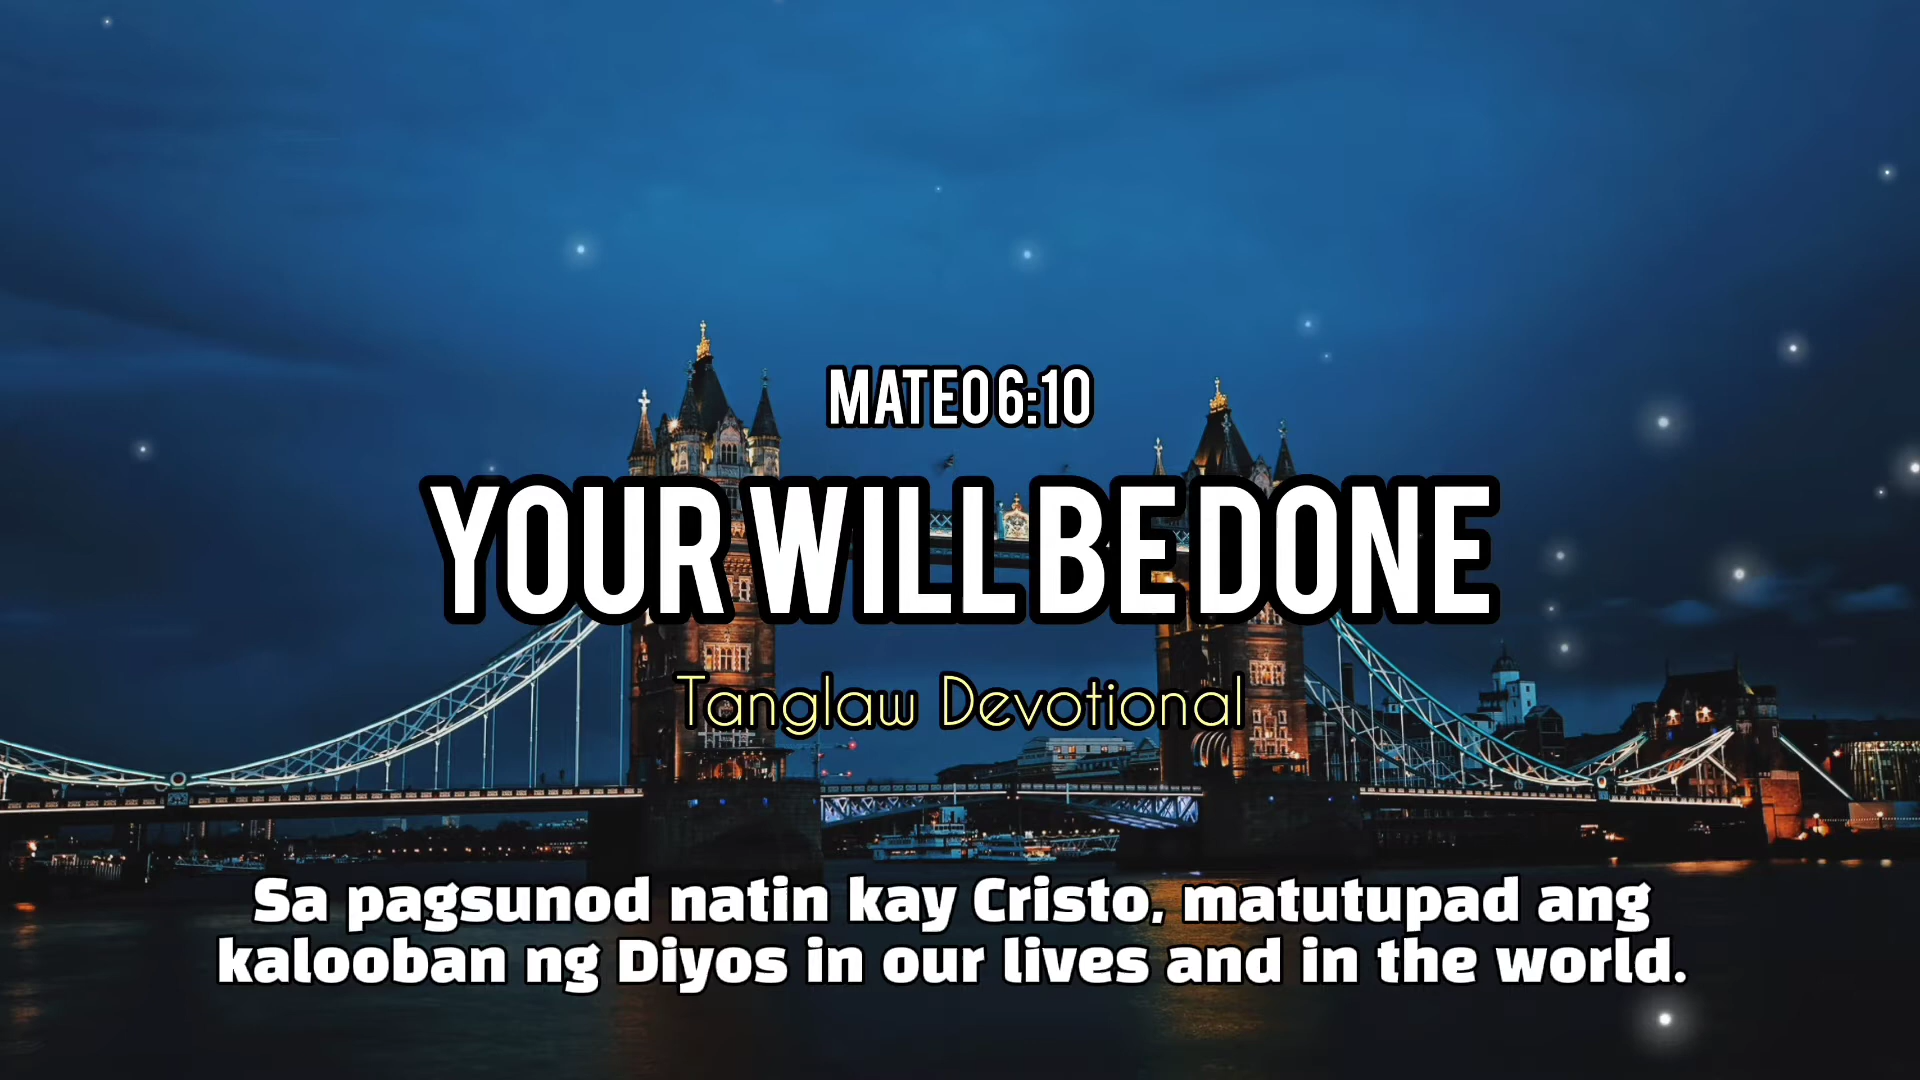 MATEO 6:10
YOUR WILL BE DONE
Tanglaw Devotional
Sa pagsunod natin kay Cristo, matutupad ang
kalooban ng Diyos in our lives and in the world.